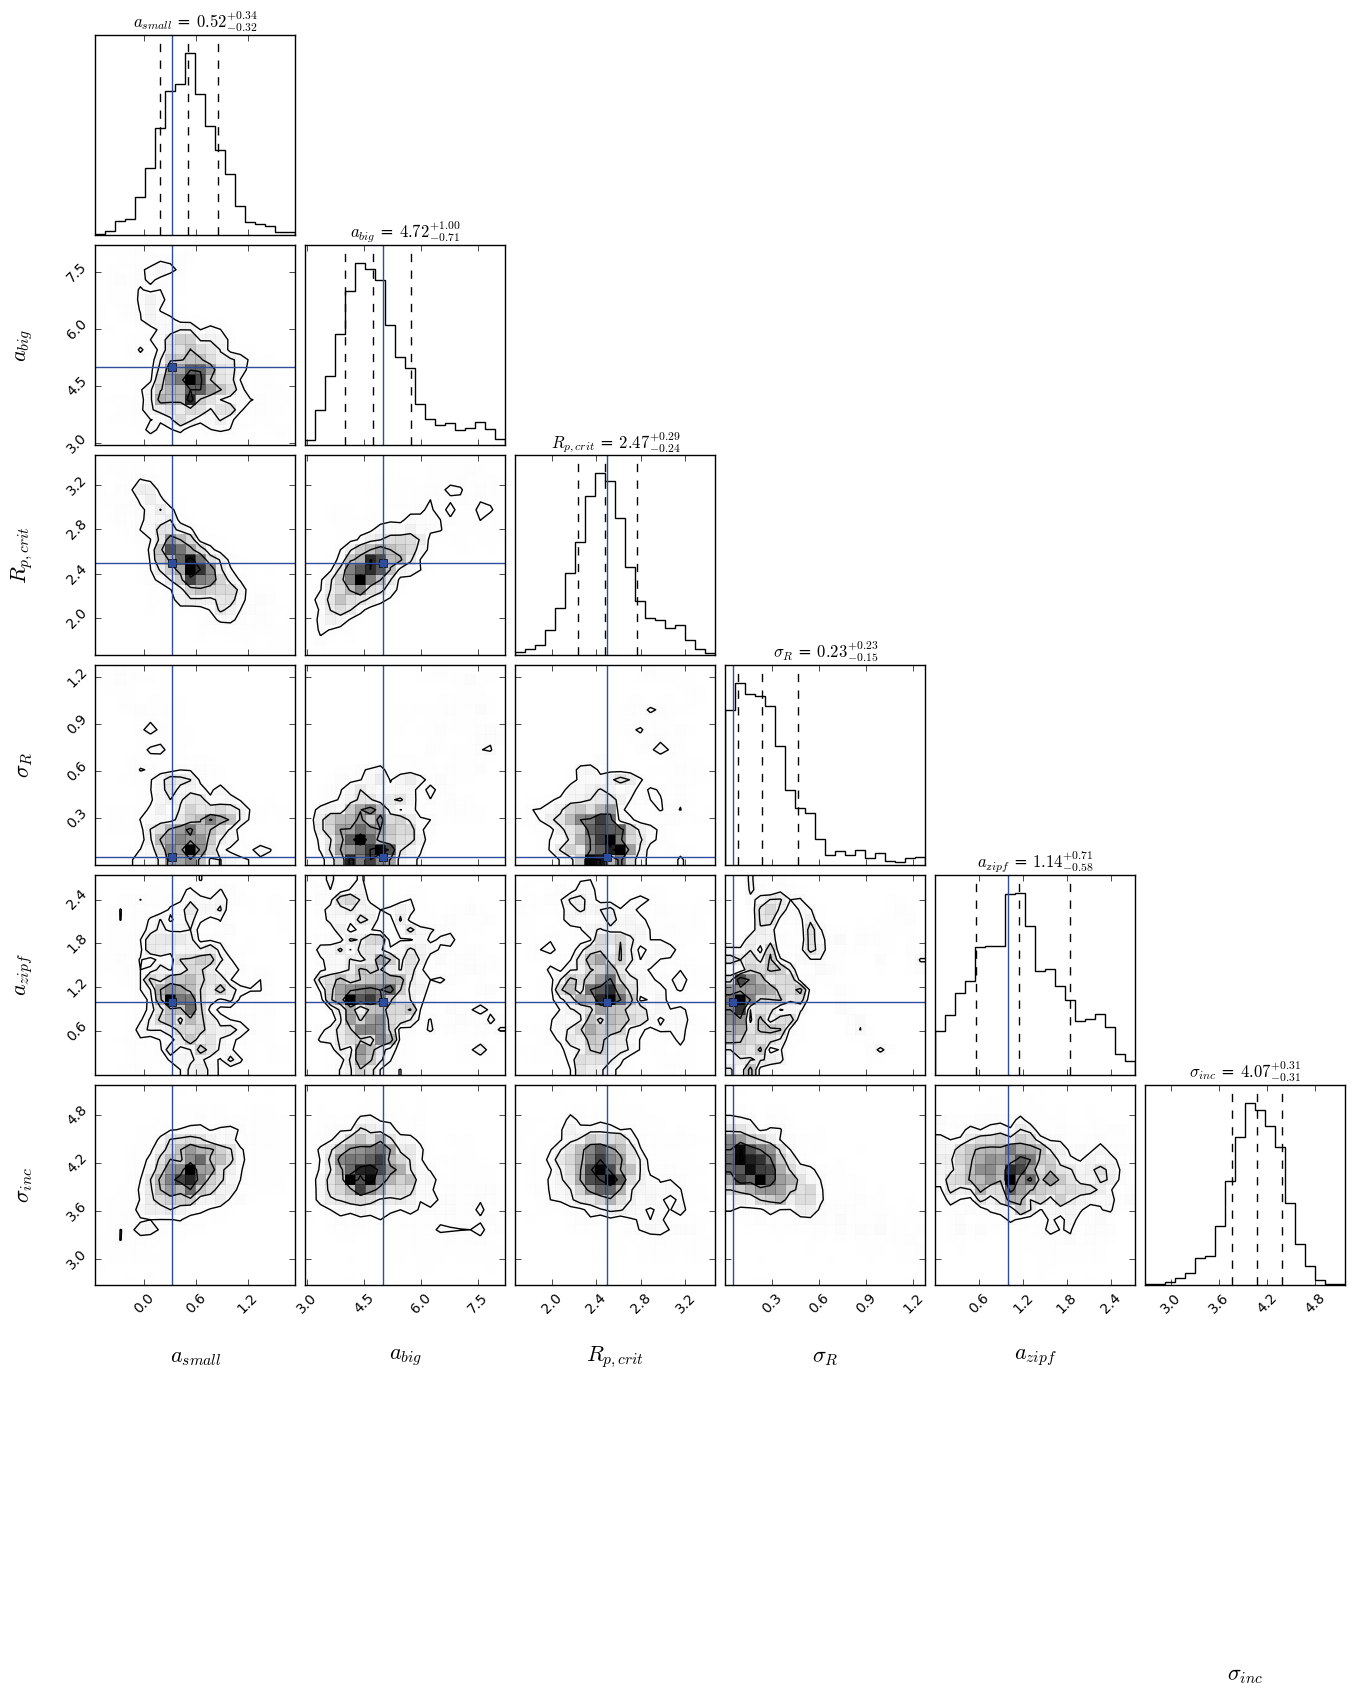 a_small = 0.52^{+0.34}_{-0.32}
a_big = 4.72^{+1.00}_{-0.71}
7.5
6.0
4.5
3.0
a_big
R_{p,crit} = 2.47^{+0.29}_{-0.24}
3.2
2.8
2.4
2.0
R_{p,crit}
σ_R = 0.23^{+0.23}_{-0.15}
1.2
0.9
0.6
0.3
σ_R
a_zipf = 1.14^{+0.71}_{-0.58}
2.4
1.8
1.2
0.6
a_zipf
σ_inc = 4.07^{+0.31}_{-0.31}
4.8
4.2
3.6
3.0
σ_inc
0.0 0.6 1.2 3.0 4.5 6.0 7.5 2.0 2.4 2.8 3.2 0.3 0.6 0.9 1.2 0.6 1.2 1.8 2.4 3.0 3.6 4.2 4.8
a_small a_big R_{p,crit} σ_R a_zipf
σ_inc